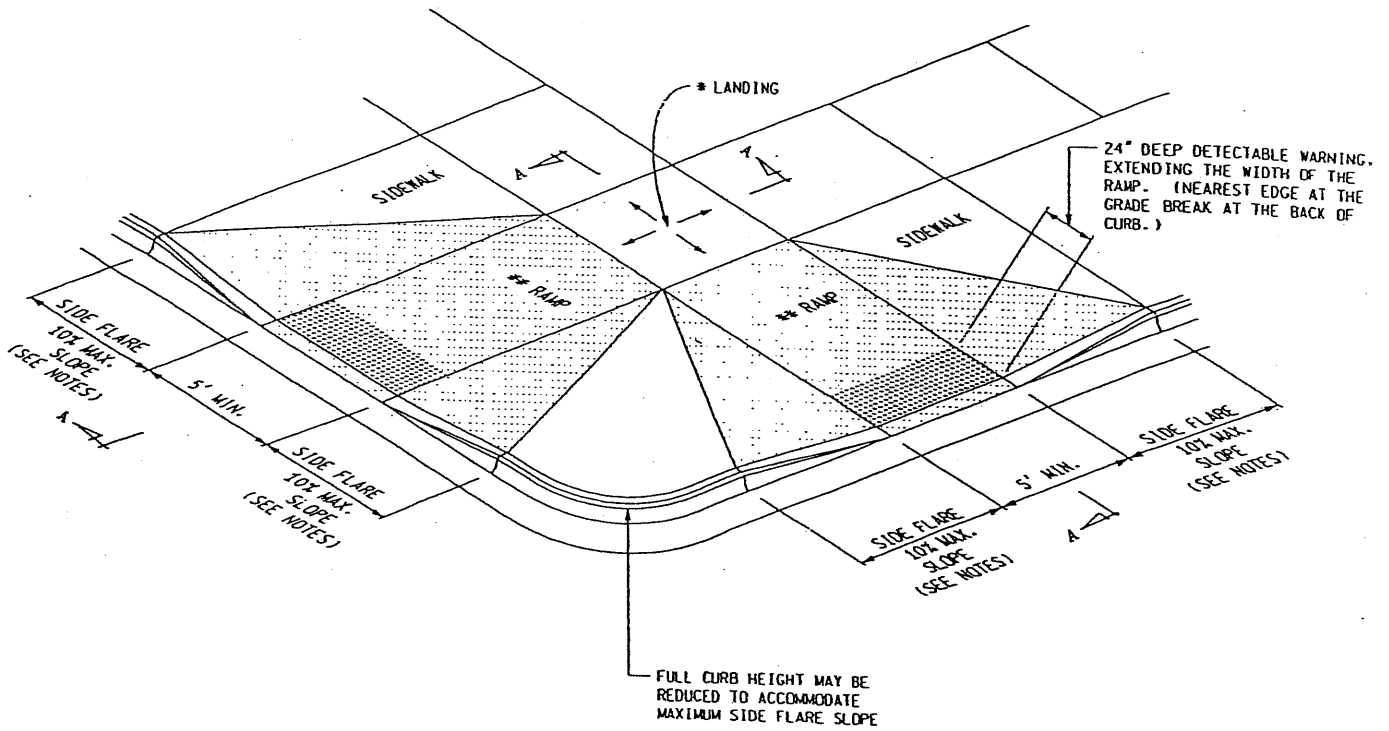 * LANDING
A
A
24" DEEP DETECTABLE WARNING.
EXTENDING THE WIDTH OF THE
RAMP. (NEAREST EDGE AT THE
GRADE BREAK AT THE BACK OF
CURB.)
SIDEWALK
SIDEWALK
** RAMP
** RAMP
SIDE FLARE
10% MAX.
SLOPE
(SEE NOTES)
5' MIN.
A
SIDE FLARE
10% MAX.
SLOPE
(SEE NOTES)
SIDE FLARE
10% MAX.
SLOPE
(SEE NOTES)
5' MIN.
A
SIDE FLARE
10% MAX.
SLOPE
(SEE NOTES)
FULL CURB HEIGHT MAY BE
REDUCED TO ACCOMMODATE
MAXIMUM SIDE FLARE SLOPE